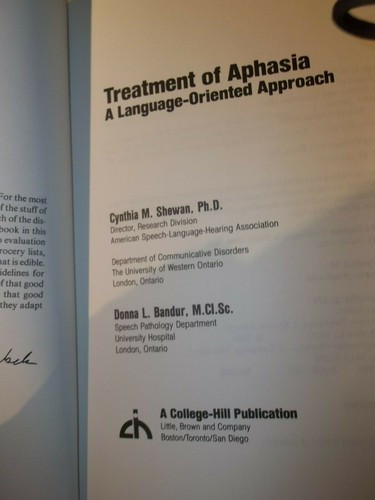 For the most
f the stuff of
ch of the dis-
book in this
evaluation
rocery lists,
hat is edible.
idelines for
f that good
that good
they adapt
Treatment of Aphasia
A Language-Oriented Approach
Cynthia M. Shewan, Ph.D.
Director, Research Division
American Speech-Language-Hearing Association
Department of Communicative Disorders
The University of Western Ontario
London, Ontario
Donna L. Bandur, M.Cl.Sc.
Speech Pathology Department
University Hospital
London, Ontario
A College-Hill Publication
Little, Brown and Company
Boston/Toronto/San Diego